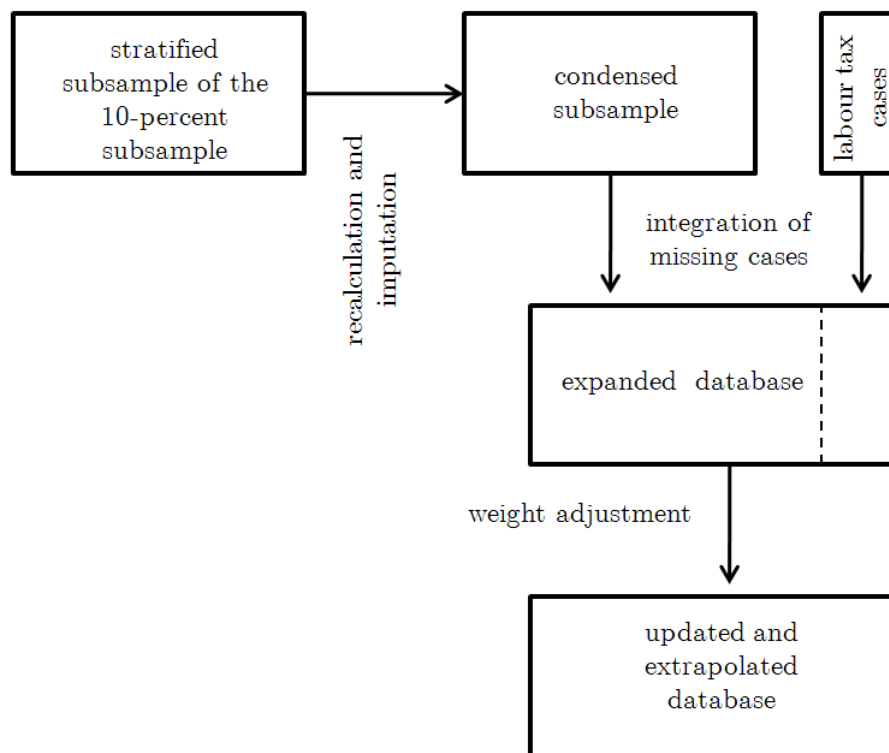 stratified
subsample of the
10-percent
subsample
recalculation and
imputation
condensed
subsample
labour tax
cases
integration of
missing cases
expanded database
weight adjustment
updated and
extrapolated
database